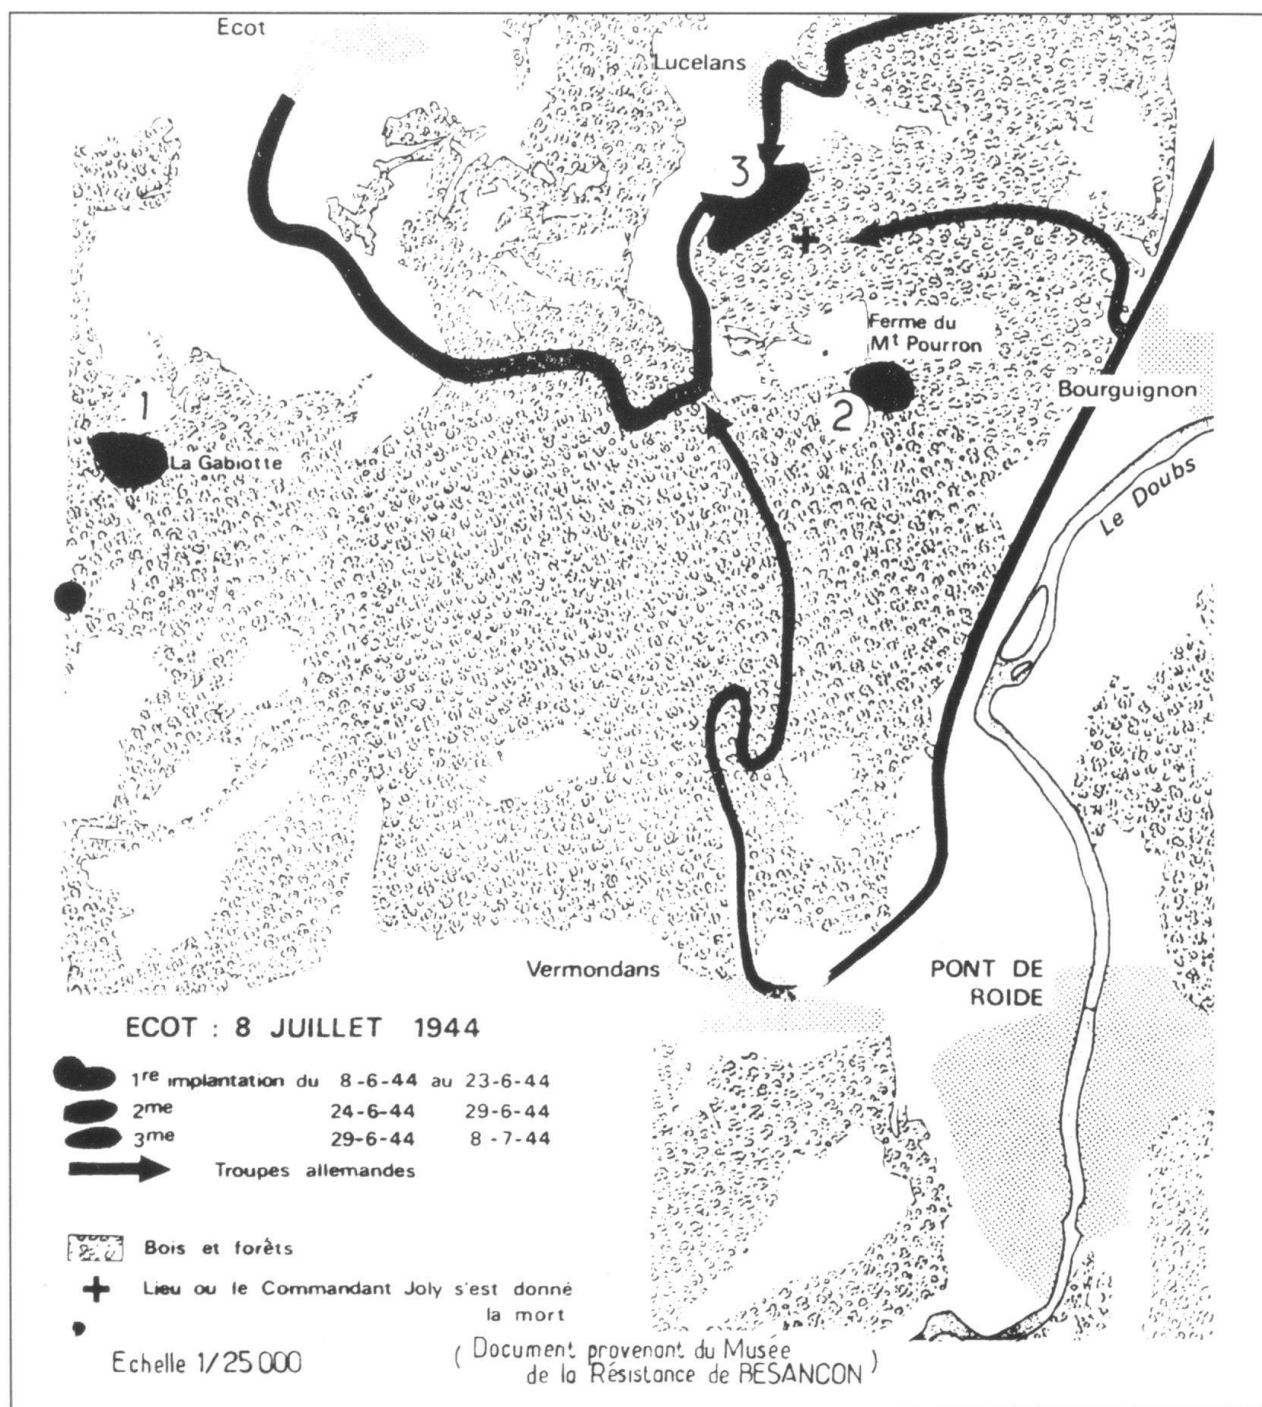 Ecot
Lucelans
3
Ferme du
Mt Pourron
Bourguignon
1
2
La Gabiotte
Le Doubs
Vermondans
PONT DE
ROIDE
ECOT : 8 JUILLET 1944
1re implantation du 8-6-44 au 23-6-44
2me 24-6-44 29-6-44
3me 29-6-44 8-7-44
Troupes allemandes
Bois et forêts
Lieu ou le Commandant Joly s'est donné
la mort
Echelle 1/25000
( Document provenant du Musée
de la Résistance de BESANCON )